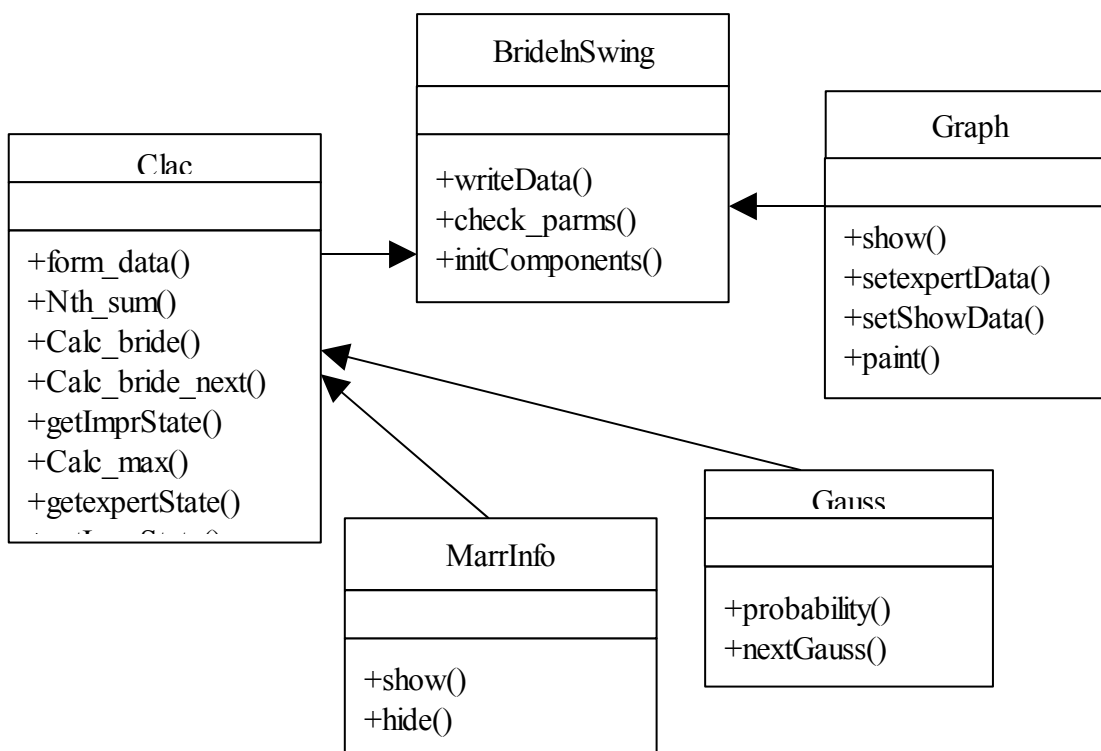 BrideInSwing
+writeData()
+check_parms()
+initComponents()
Graph
+show()
+setexpertData()
+setShowData()
+paint()
Clac
+form_data()
+Nth_sum()
+Calc_bride()
+Calc_bride_next()
+getImprState()
+Calc_max()
+getexpertState()
MarrInfo
+show()
+hide()
Gauss
+probability()
+nextGauss()